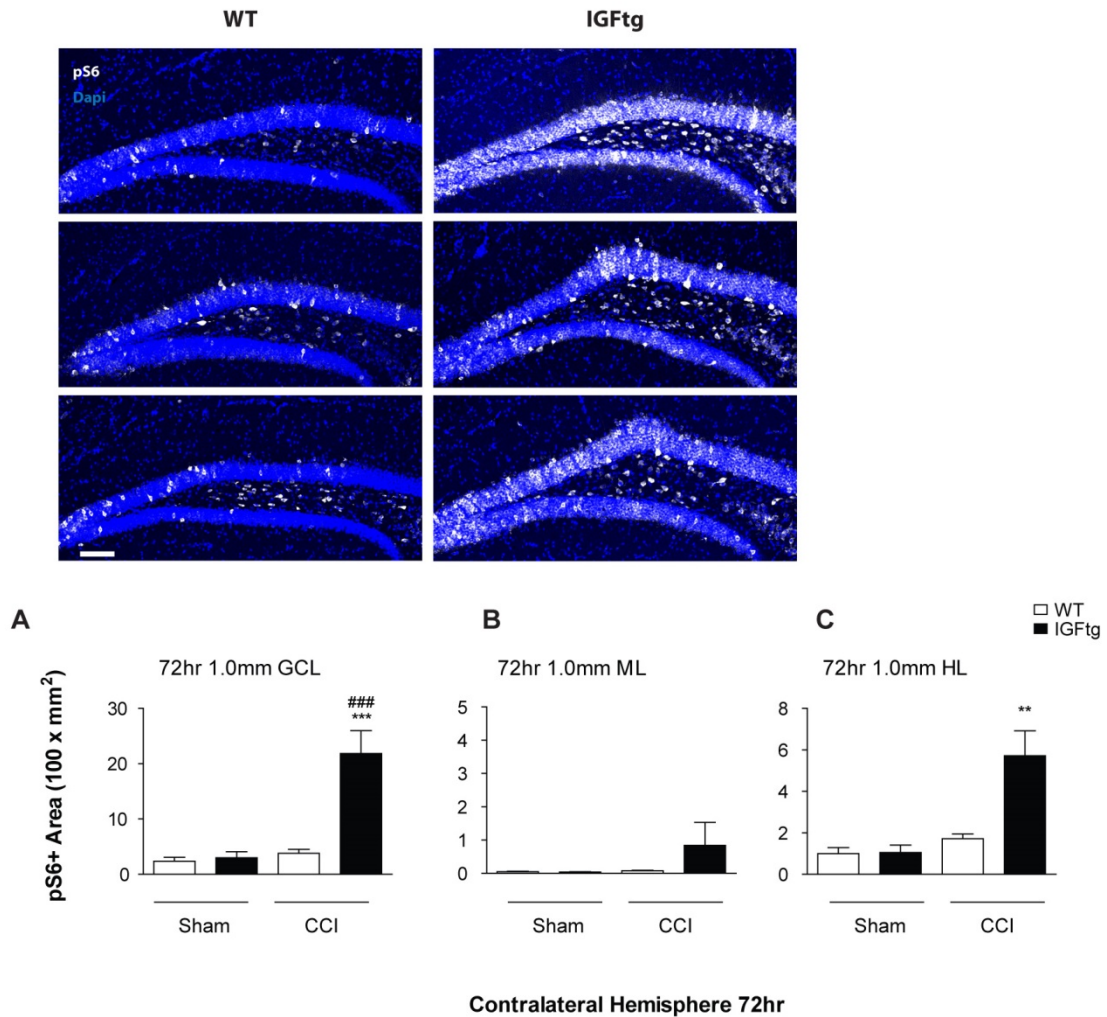 WT IGFtg
pS6
Dapi
A B C
WT
IGFtg
72hr 1.0mm GCL
pS6+ Area (100 x mm²)
30
20
10
0
###
***
Sham CCI
72hr 1.0mm ML
5
4
3
2
1
0
Sham CCI
72hr 1.0mm HL
8
6
4
2
0
**
Sham CCI
Contralateral Hemisphere 72hr